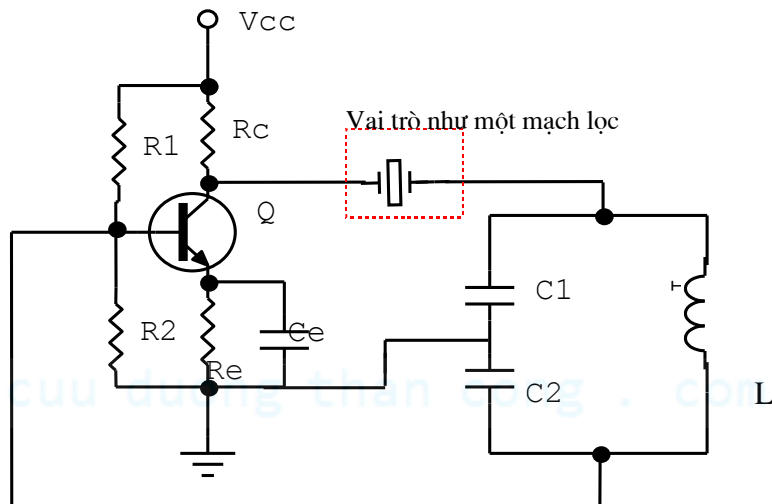 Vcc
Vai trò như một mạch lọc
Rc
R1
Q
C1
R2
Ce
Re
C2
L
cuu duong than cong . com